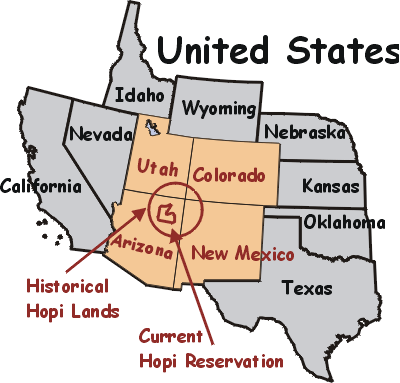 United States
Idaho
Wyoming
Nebraska
Nevada
Utah
Colorado
California
Kansas
Oklahoma
Arizona
New Mexico
Historical
Hopi Lands
Texas
Current
Hopi Reservation